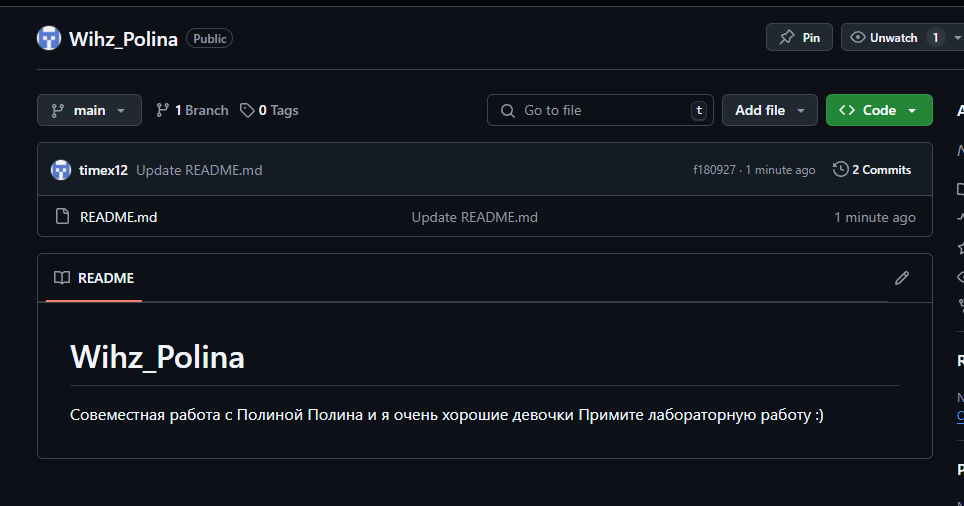 Wihz_Polina Public Pin Unwatch 1
main 1 Branch 0 Tags Go to file t Add file Code
timex12 Update README.md f180927 · 1 minute ago 2 Commits
README.md Update README.md 1 minute ago
README
Wihz_Polina
Совеместная работа с Полиной Полина и я очень хорошие девочки Примите лабораторную работу :)